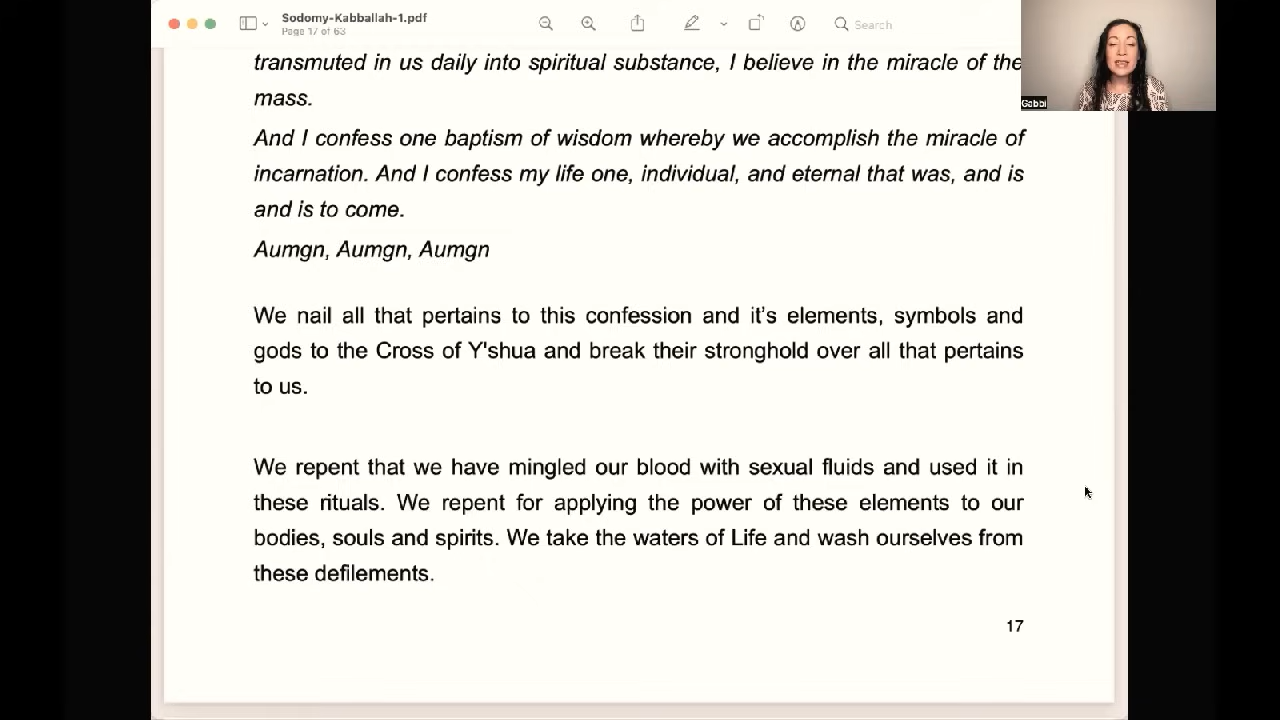 Sodomy-Kabballah-1.pdf
Page 17 of 63
Search
Gabbi
transmuted in us daily into spiritual substance, I believe in the miracle of the
mass.
And I confess one baptism of wisdom whereby we accomplish the miracle of
incarnation. And I confess my life one, individual, and eternal that was, and is
and is to come.
Aumgn, Aumgn, Aumgn
We nail all that pertains to this confession and it's elements, symbols and
gods to the Cross of Y'shua and break their stronghold over all that pertains
to us.
We repent that we have mingled our blood with sexual fluids and used it in
these rituals. We repent for applying the power of these elements to our
bodies, souls and spirits. We take the waters of Life and wash ourselves from
these defilements.
17